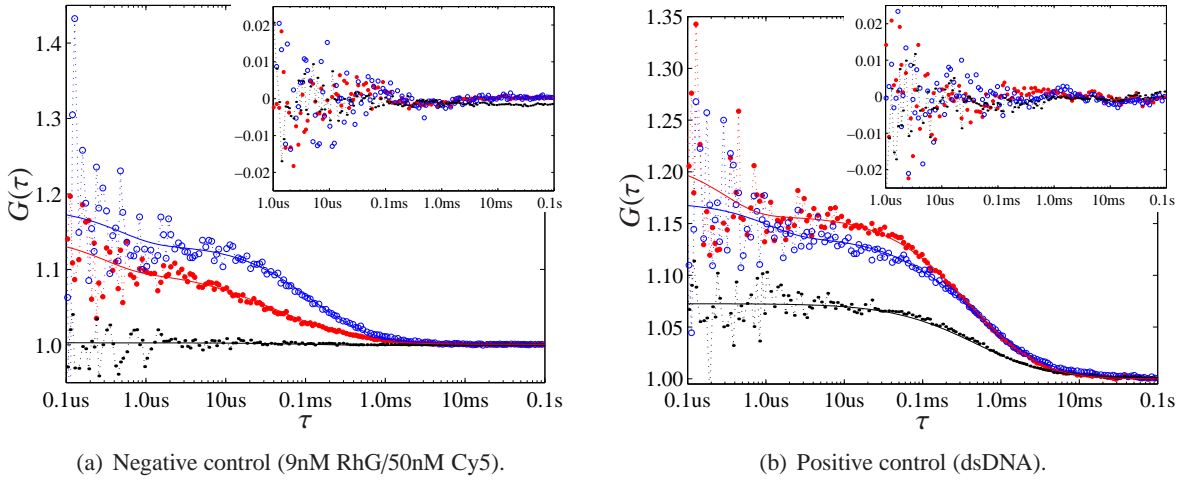 0.02
0.01
0
−0.01
−0.02
1.0us 10us 0.1ms 1.0ms 10ms 0.1s
1.4
1.3
1.2
1.1
1.0
G(τ)
0.1us 1.0us 10us 0.1ms 1.0ms 10ms 0.1s
τ
(a) Negative control (9nM RhG/50nM Cy5).
0.02
0.01
0
−0.01
−0.02
1.0us 10us 0.1ms 1.0ms 10ms 0.1s
1.35
1.30
1.25
1.20
1.15
1.10
1.05
1.00
G(τ)
0.1us 1.0us 10us 0.1ms 1.0ms 10ms 0.1s
τ
(b) Positive control (dsDNA).